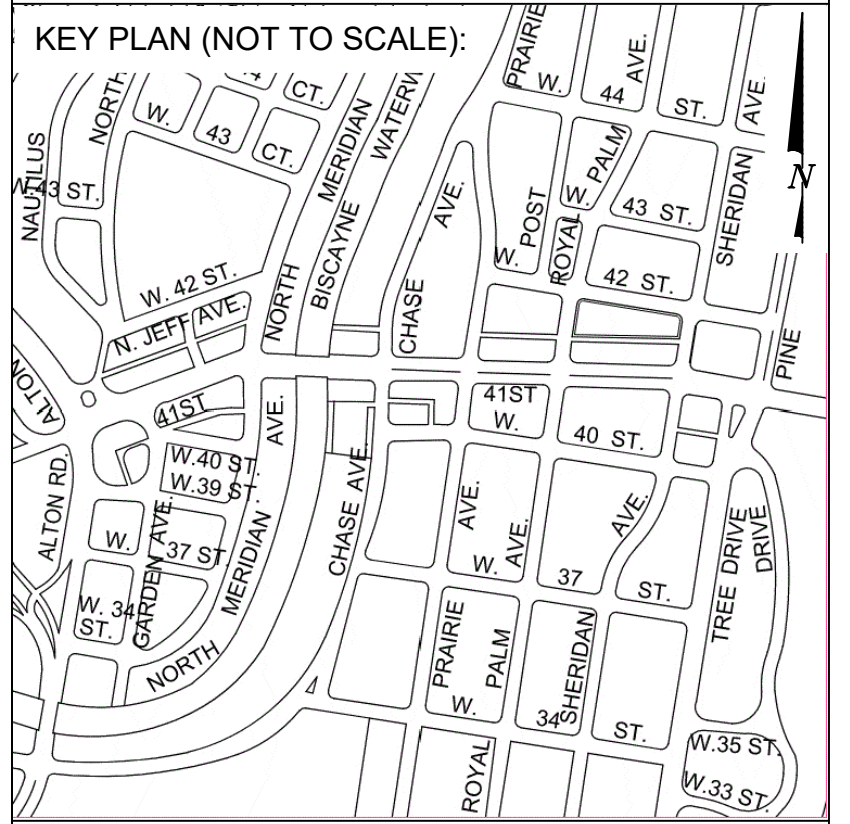 KEY PLAN (NOT TO SCALE):
PRAIRIE
W. 44 ST.
AVE.
AVE.
CT.
NORTH
W. 43 CT.
MERIDIAN
WATERW
NAUTILUS
W.43 ST.
PALM
N
AVE.
POST
W.
ROYAL
W. 43 ST.
SHERIDAN
W. 42 ST.
42 ST.
NORTH
BISCAYNE
CHASE
N. JEFF AVE.
PINE
ALTON
41ST
AVE.
41ST
W. 40 ST.
W.40 ST.
W.39 ST.
ALTON RD.
CHASE AVE.
AVE.
AVE.
AVE.
W. 37 ST.
GARDEN AVE.
MERIDIAN
TREE DRIVE
DRIVE
W. 37 ST.
W. 34
ST.
PRAIRIE
PALM
SHERIDAN
NORTH
W. 34 ST.
W.35 ST.
W.33 ST.
ROYAL